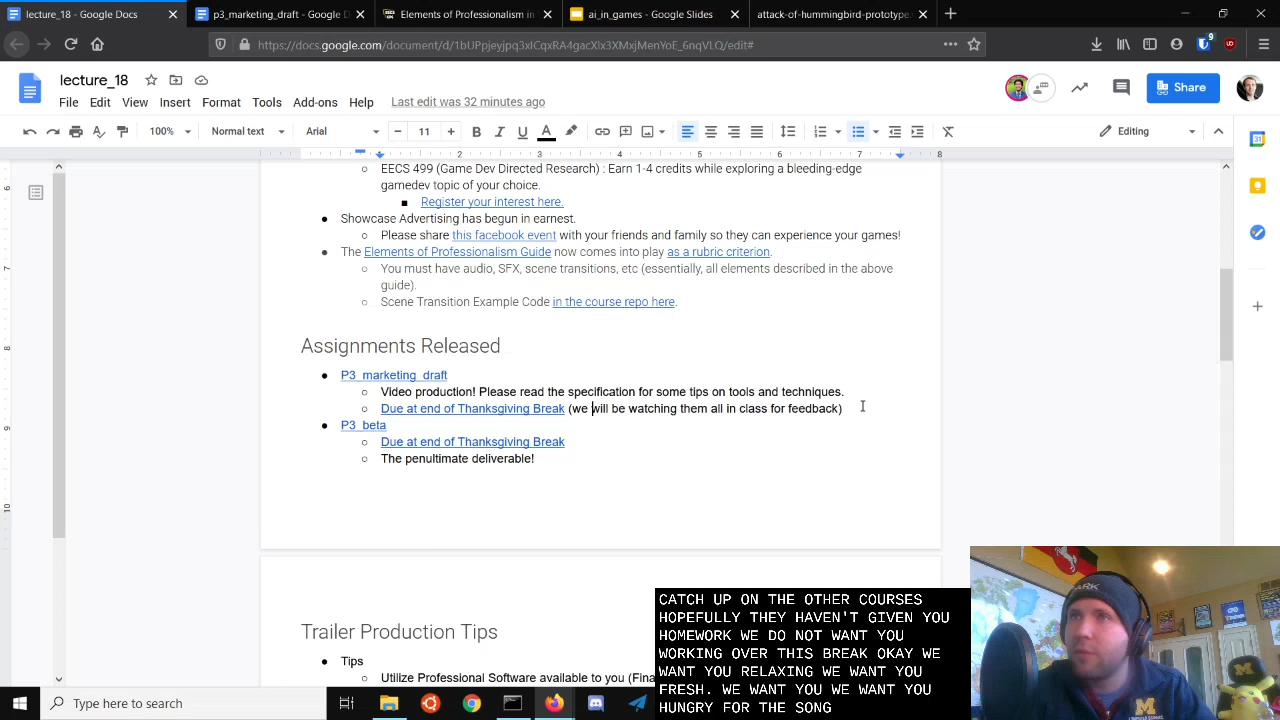 lecture_18 - Google Docs
p3_marketing_draft - Google D
Elements of Professionalism in
ai_in_games - Google Slides
attack-of-hummingbird-prototype.
https://docs.google.com/document/d/1bUPpjeyjpq3xICqxRA4gacXlx3XMxjMenYoE_6nqVLQ/edit#
9
lecture_18
File Edit View Insert Format Tools Add-ons Help Last edit was 32 minutes ago
Share
100% Normal text Arial 11 Editing
2 3 4 5 6 7 8
EECS 499 (Game Dev Directed Research) : Earn 1-4 credits while exploring a bleeding-edge
gamedev topic of your choice.
Register your interest here.
Showcase Advertising has begun in earnest.
Please share this facebook event with your friends and family so they can experience your games!
The Elements of Professionalism Guide now comes into play as a rubric criterion.
You must have audio, SFX, scene transitions, etc (essentially, all elements described in the above
guide).
Scene Transition Example Code in the course repo here.
Assignments Released
P3_marketing_draft
Video production! Please read the specification for some tips on tools and techniques.
Due at end of Thanksgiving Break (we will be watching them all in class for feedback)
P3_beta
Due at end of Thanksgiving Break
The penultimate deliverable!
Trailer Production Tips
Tips
Utilize Professional Software available to you (Fina
CATCH UP ON THE OTHER COURSES
HOPEFULLY THEY HAVEN'T GIVEN YOU
HOMEWORK WE DO NOT WANT YOU
WORKING OVER THIS BREAK OKAY WE
WANT YOU RELAXING WE WANT YOU
FRESH. WE WANT YOU WE WANT YOU
HUNGRY FOR THE SONG
Type here to search